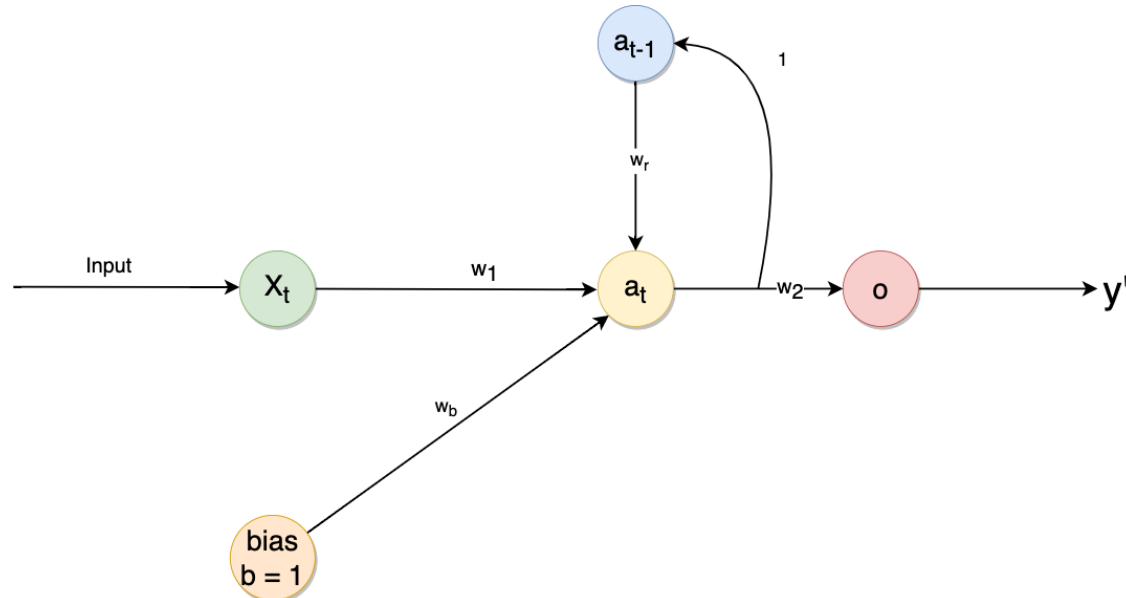 a_{t-1}
1
w_r
Input
X_t
w_1
a_t
w_2
o
y'
w_b
bias
b = 1